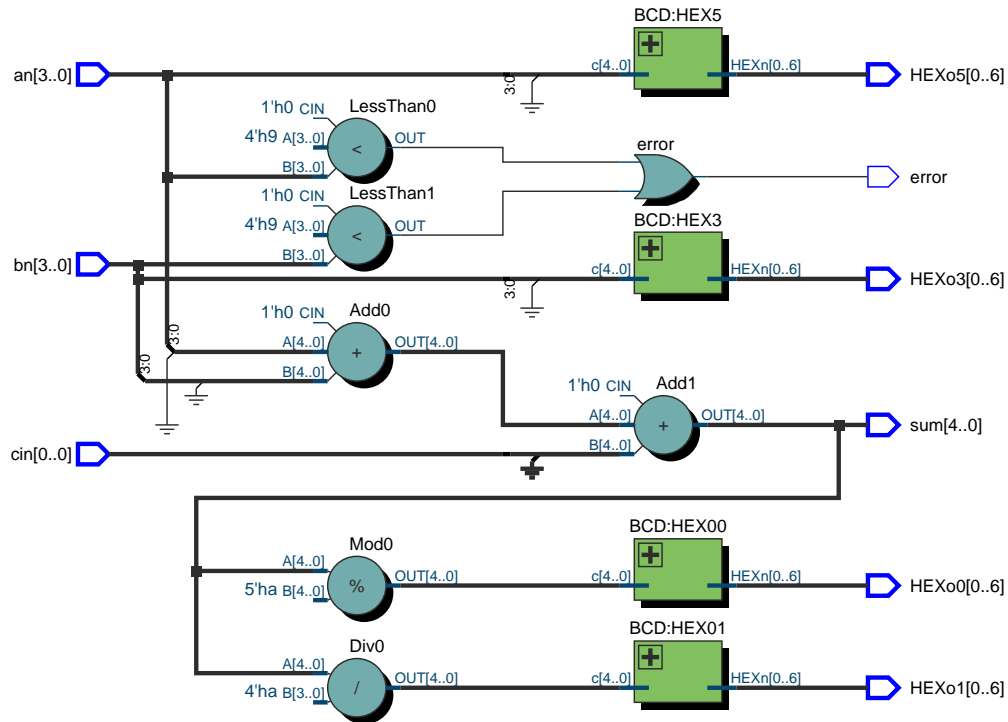 BCD:HEX5
an[3..0]
3:0
c[4..0]
HEXn[0..6]
HEXo5[0..6]
1'h0 CIN
LessThan0
4'h9 A[3..0]
<
OUT
B[3..0]
error
error
1'h0 CIN
LessThan1
4'h9 A[3..0]
<
OUT
B[3..0]
BCD:HEX3
bn[3..0]
3:0
c[4..0]
HEXn[0..6]
HEXo3[0..6]
1'h0 CIN
Add0
3:0
3:0
A[4..0]
+
OUT[4..0]
B[4..0]
1'h0 CIN
Add1
A[4..0]
+
OUT[4..0]
sum[4..0]
cin[0..0]
B[4..0]
BCD:HEX00
Mod0
A[4..0]
%
OUT[4..0]
5'ha B[4..0]
c[4..0]
HEXn[0..6]
HEXo0[0..6]
BCD:HEX01
Div0
A[4..0]
/
OUT[4..0]
4'ha B[3..0]
c[4..0]
HEXn[0..6]
HEXo1[0..6]